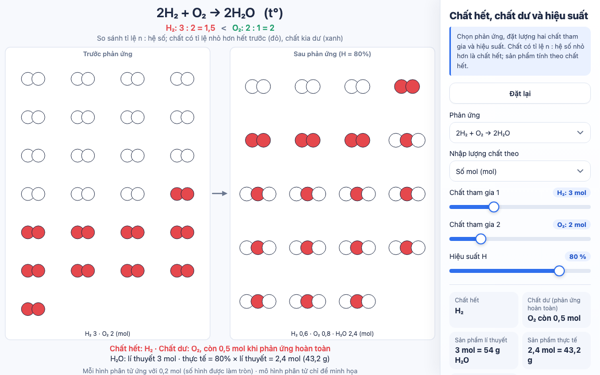 2H₂ + O₂ → 2H₂O (t°)
H₂: 3 : 2 = 1,5 < O₂: 2 : 1 = 2
So sánh tỉ lệ n : hệ số; chất có tỉ lệ nhỏ hơn hết trước (đỏ), chất kia dư (xanh)
Trước phản ứng
H₂ 3 · O₂ 2 (mol)
Sau phản ứng (H = 80%)
H₂ 0,6 · O₂ 0,8 · H₂O 2,4 (mol)
Chất hết: H₂ · Chất dư: O₂, còn 0,5 mol khi phản ứng hoàn toàn
H₂O: lí thuyết 3 mol · thực tế = 80% × lí thuyết = 2,4 mol (43,2 g)
Mỗi hình phân tử ứng với 0,2 mol (số hình được làm tròn) · mô hình phân tử chỉ để minh họa
Chất hết, chất dư và hiệu suất
Chọn phản ứng, đặt lượng hai chất tham
gia và hiệu suất. Chất có tỉ lệ n : hệ số nhỏ
hơn là chất hết; sản phẩm tính theo chất
hết.
Đặt lại
Phản ứng
2H₂ + O₂ → 2H₂O
Nhập lượng chất theo
Số mol (mol)
Chất tham gia 1
H₂: 3 mol
Chất tham gia 2
O₂: 2 mol
Hiệu suất H
80 %
Chất hết
H₂
Chất dư (phản ứng
hoàn toàn)
O₂ còn 0,5 mol
Sản phẩm lí thuyết
3 mol = 54 g
H₂O
Sản phẩm thực tế
2,4 mol = 43,2
g